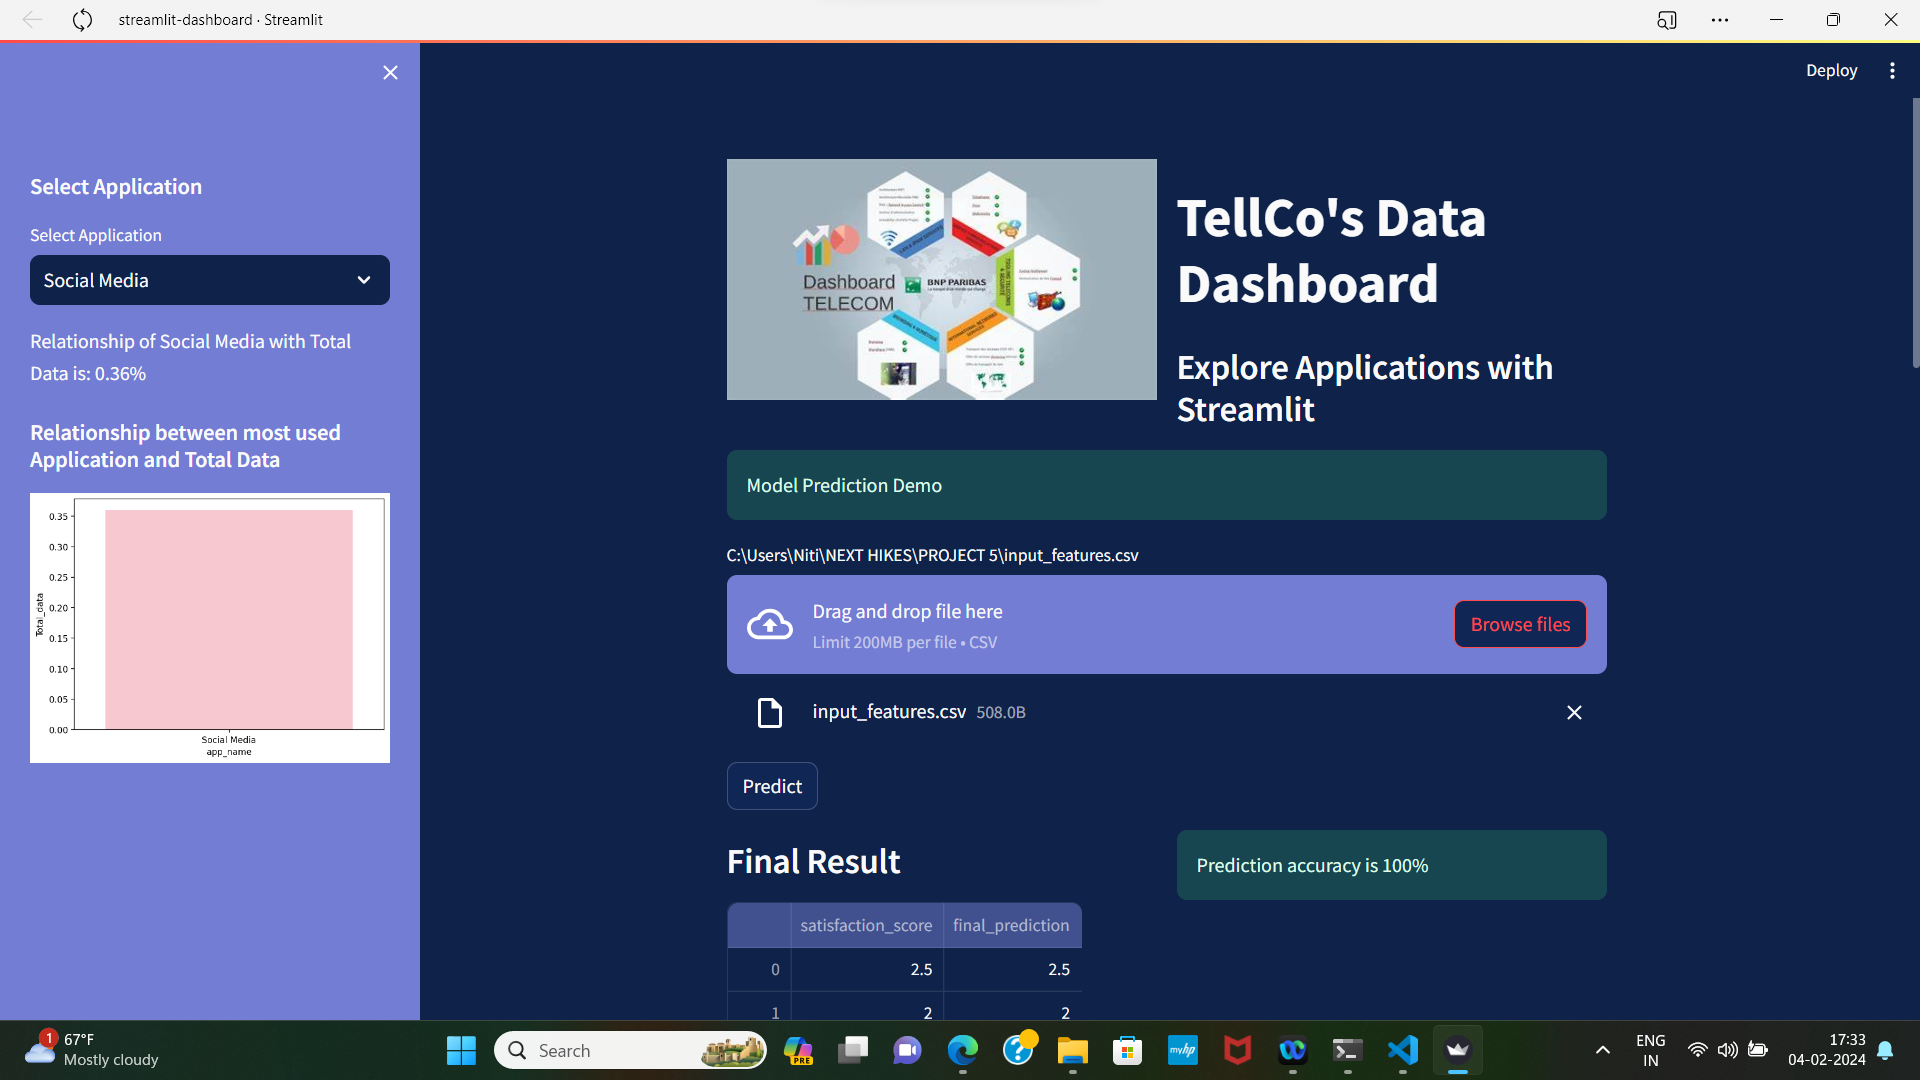 streamlit-dashboard · Streamlit
Deploy
Select Application
Select Application
Social Media
Relationship of Social Media with Total
Data is: 0.36%
Relationship between most used
Application and Total Data
0.35
0.30
0.25
0.20
0.15
0.10
0.05
0.00
Total_data
Social Media
app_name
Dashboard
TELECOM
BNP PARIBAS
TellCo's Data
Dashboard
Explore Applications with
Streamlit
Model Prediction Demo
C:\Users\Niti\NEXT HIKES\PROJECT 5\input_features.csv
Drag and drop file here
Limit 200MB per file • CSV
Browse files
input_features.csv 508.0B
Predict
Final Result
Prediction accuracy is 100%
satisfaction_score final_prediction
0 2.5 2.5
1 2 2
1
67°F
Mostly cloudy
Search
PRE
myhp
ENG
IN
17:33
04-02-2024